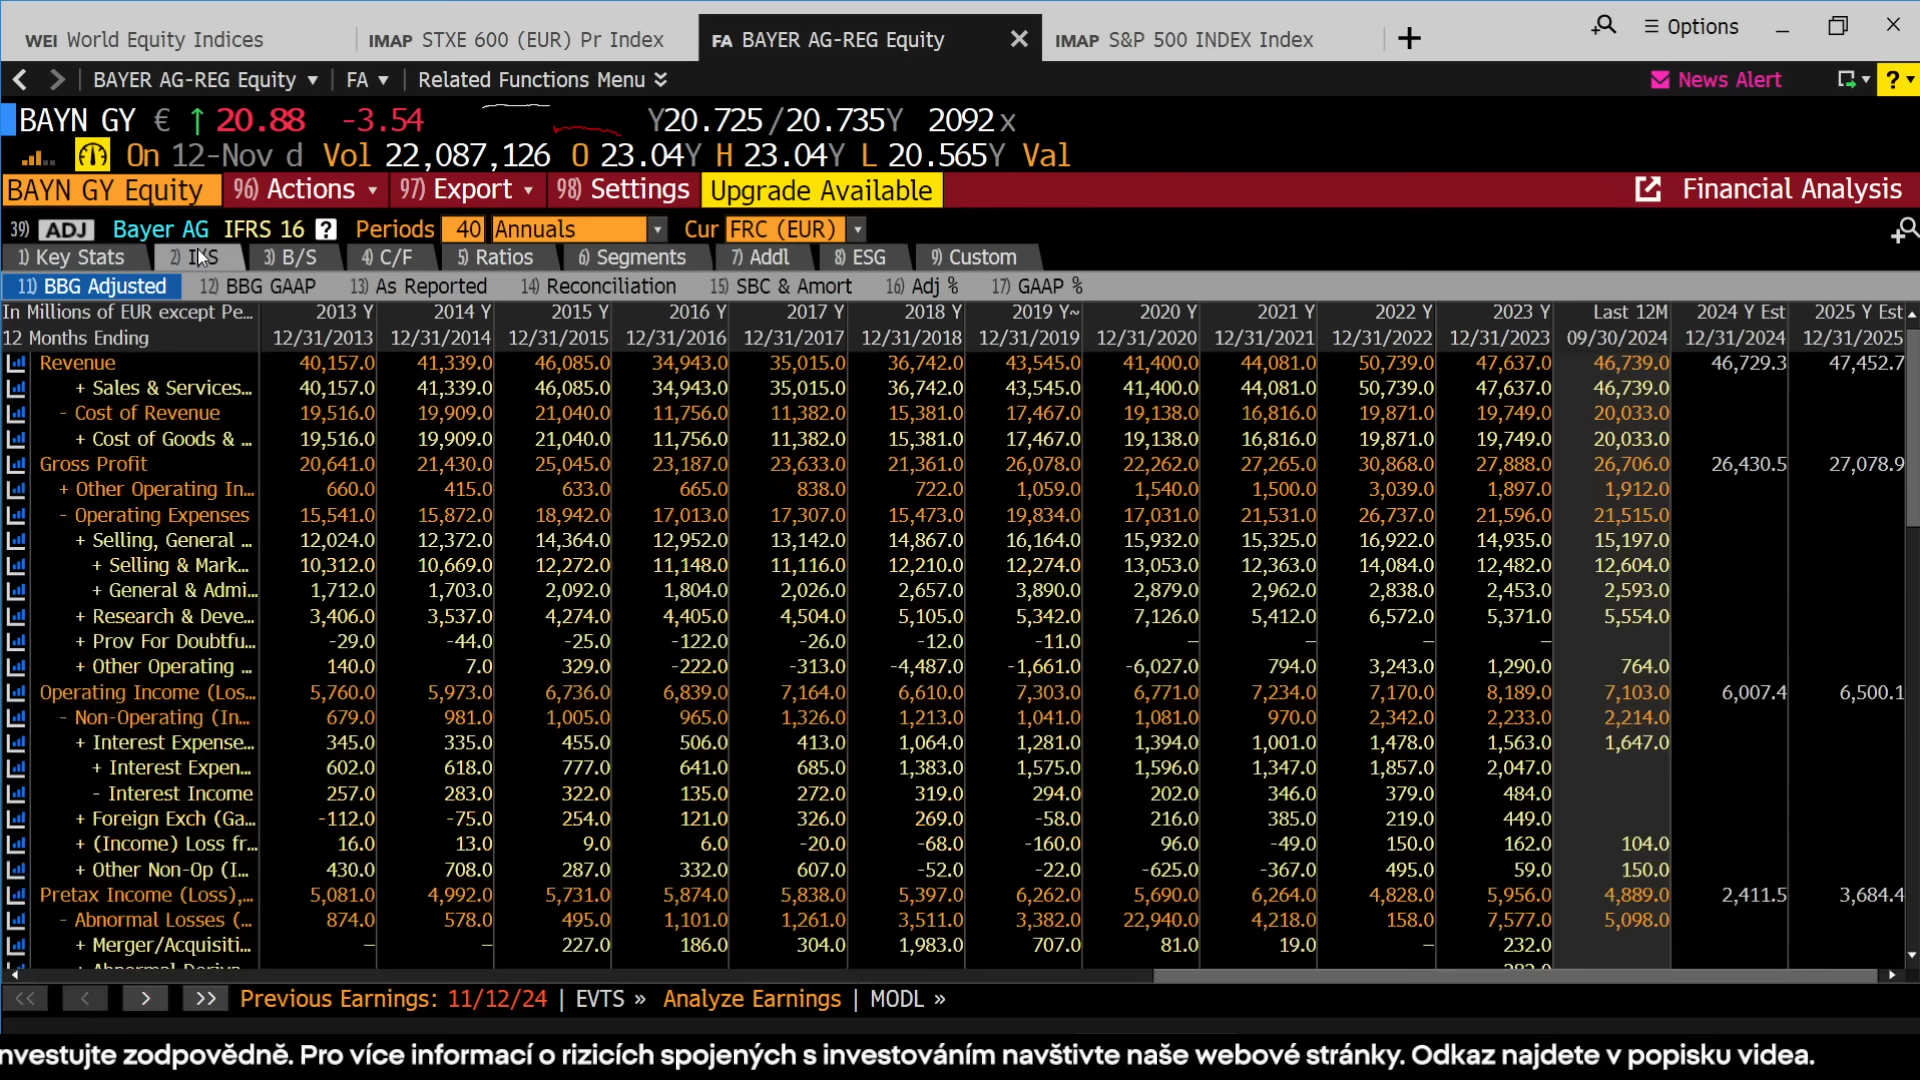 WEI World Equity Indices
IMAP STXE 600 (EUR) Pr Index
FA BAYER AG-REG Equity
IMAP S&P 500 INDEX Index
Options
BAYER AG-REG Equity
FA
Related Functions Menu
News Alert
?
BAYN GY € 20.88 -3.54 Y20.725/20.735Y 2092x
On 12-Nov d Vol 22,087,126 O 23.04Y H 23.04Y L 20.565Y Val
BAYN GY Equity 96) Actions 97) Export 98) Settings Upgrade Available Financial Analysis
39) ADJ Bayer AG IFRS 16 ? Periods 40 Annuals Cur FRC (EUR)
1) Key Stats 2) I/S 3) B/S 4) C/F 5) Ratios 6) Segments 7) Addl 8) ESG 9) Custom
11) BBG Adjusted 12) BBG GAAP 13) As Reported 14) Reconciliation 15) SBC & Amort 16) Adj % 17) GAAP %
In Millions of EUR except Pe... 2013 Y 2014 Y 2015 Y 2016 Y 2017 Y 2018 Y 2019 Y~ 2020 Y 2021 Y 2022 Y 2023 Y Last 12M 2024 Y Est 2025 Y Est
12 Months Ending 12/31/2013 12/31/2014 12/31/2015 12/31/2016 12/31/2017 12/31/2018 12/31/2019 12/31/2020 12/31/2021 12/31/2022 12/31/2023 09/30/2024 12/31/2024 12/31/2025
Revenue 40,157.0 41,339.0 46,085.0 34,943.0 35,015.0 36,742.0 43,545.0 41,400.0 44,081.0 50,739.0 47,637.0 46,739.0 46,729.3 47,452.7
+ Sales & Services... 40,157.0 41,339.0 46,085.0 34,943.0 35,015.0 36,742.0 43,545.0 41,400.0 44,081.0 50,739.0 47,637.0 46,739.0
- Cost of Revenue 19,516.0 19,909.0 21,040.0 11,756.0 11,382.0 15,381.0 17,467.0 19,138.0 16,816.0 19,871.0 19,749.0 20,033.0
+ Cost of Goods & ... 19,516.0 19,909.0 21,040.0 11,756.0 11,382.0 15,381.0 17,467.0 19,138.0 16,816.0 19,871.0 19,749.0 20,033.0
Gross Profit 20,641.0 21,430.0 25,045.0 23,187.0 23,633.0 21,361.0 26,078.0 22,262.0 27,265.0 30,868.0 27,888.0 26,706.0 26,430.5 27,078.9
+ Other Operating In... 660.0 415.0 633.0 665.0 838.0 722.0 1,059.0 1,540.0 1,500.0 3,039.0 1,897.0 1,912.0
- Operating Expenses 15,541.0 15,872.0 18,942.0 17,013.0 17,307.0 15,473.0 19,834.0 17,031.0 21,531.0 26,737.0 21,596.0 21,515.0
+ Selling, General ... 12,024.0 12,372.0 14,364.0 12,952.0 13,142.0 14,867.0 16,164.0 15,932.0 15,325.0 16,922.0 14,935.0 15,197.0
+ Selling & Mark... 10,312.0 10,669.0 12,272.0 11,148.0 11,116.0 12,210.0 12,274.0 13,053.0 12,363.0 14,084.0 12,482.0 12,604.0
+ General & Admi... 1,712.0 1,703.0 2,092.0 1,804.0 2,026.0 2,657.0 3,890.0 2,879.0 2,962.0 2,838.0 2,453.0 2,593.0
+ Research & Deve... 3,406.0 3,537.0 4,274.0 4,405.0 4,504.0 5,105.0 5,342.0 7,126.0 5,412.0 6,572.0 5,371.0 5,554.0
+ Prov For Doubtfu... -29.0 -44.0 -25.0 -122.0 -26.0 -12.0 -11.0 – – – –
+ Other Operating ... 140.0 7.0 329.0 -222.0 -313.0 -4,487.0 -1,661.0 -6,027.0 794.0 3,243.0 1,290.0 764.0
Operating Income (Los... 5,760.0 5,973.0 6,736.0 6,839.0 7,164.0 6,610.0 7,303.0 6,771.0 7,234.0 7,170.0 8,189.0 7,103.0 6,007.4 6,500.1
- Non-Operating (In... 679.0 981.0 1,005.0 965.0 1,326.0 1,213.0 1,041.0 1,081.0 970.0 2,342.0 2,233.0 2,214.0
+ Interest Expense... 345.0 335.0 455.0 506.0 413.0 1,064.0 1,281.0 1,394.0 1,001.0 1,478.0 1,563.0 1,647.0
+ Interest Expen... 602.0 618.0 777.0 641.0 685.0 1,383.0 1,575.0 1,596.0 1,347.0 1,857.0 2,047.0
- Interest Income 257.0 283.0 322.0 135.0 272.0 319.0 294.0 202.0 346.0 379.0 484.0
+ Foreign Exch (Ga... -112.0 -75.0 254.0 121.0 326.0 269.0 -58.0 216.0 385.0 219.0 449.0
+ (Income) Loss fr... 16.0 13.0 9.0 6.0 -20.0 -68.0 -160.0 96.0 -49.0 150.0 162.0 104.0
+ Other Non-Op (I... 430.0 708.0 287.0 332.0 607.0 -52.0 -22.0 -625.0 -367.0 495.0 59.0 150.0
Pretax Income (Loss),... 5,081.0 4,992.0 5,731.0 5,874.0 5,838.0 5,397.0 6,262.0 5,690.0 6,264.0 4,828.0 5,956.0 4,889.0 2,411.5 3,684.4
- Abnormal Losses (... 874.0 578.0 495.0 1,101.0 1,261.0 3,511.0 3,382.0 22,940.0 4,218.0 158.0 7,577.0 5,098.0
+ Merger/Acquisiti... – – 227.0 186.0 304.0 1,983.0 707.0 81.0 19.0 – 232.0
Previous Earnings: 11/12/24 | EVTS » Analyze Earnings | MODL »
nvestujte zodpovědně. Pro více informací o rizicích spojených s investováním navštivte naše webové stránky. Odkaz najdete v popisku videa.